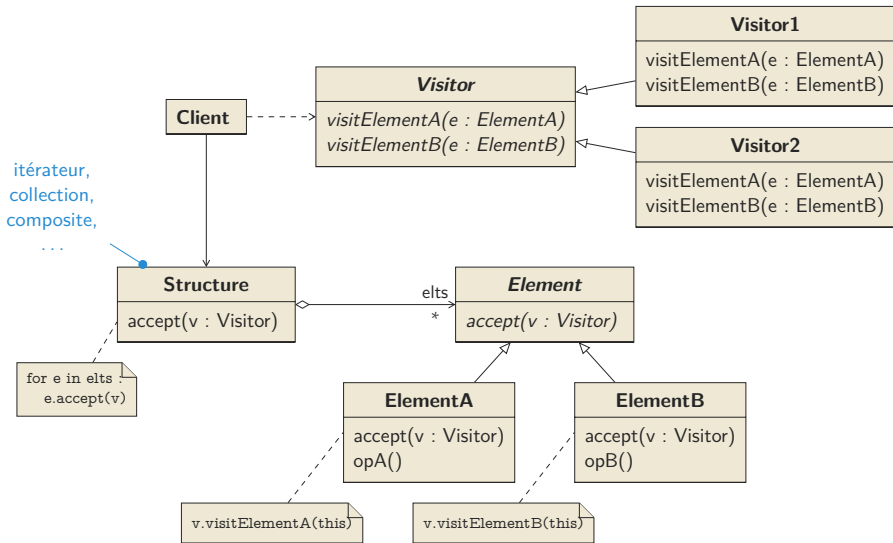 Visitor1
visitElementA(e : ElementA)
visitElementB(e : ElementB)
Visitor
visitElementA(e : ElementA)
visitElementB(e : ElementB)
Client
Visitor2
visitElementA(e : ElementA)
visitElementB(e : ElementB)
itérateur,
collection,
composite,
. . .
Structure
accept(v : Visitor)
elts
*
Element
accept(v : Visitor)
for e in elts :
e.accept(v)
ElementA
accept(v : Visitor)
opA()
ElementB
accept(v : Visitor)
opB()
v.visitElementA(this)
v.visitElementB(this)